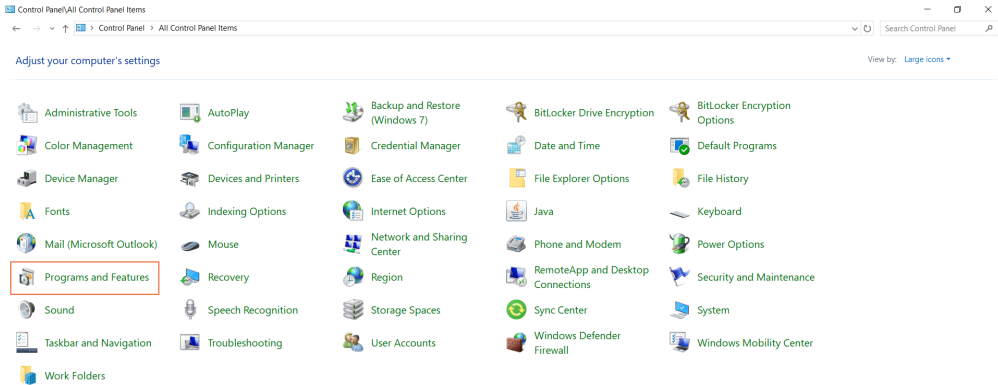 Control Panel\All Control Panel Items
Control Panel > All Control Panel Items
Search Control Panel
Adjust your computer's settings
View by: Large icons
Administrative Tools
AutoPlay
Backup and Restore
(Windows 7)
BitLocker Drive Encryption
BitLocker Encryption
Options
Color Management
Configuration Manager
Credential Manager
Date and Time
Default Programs
Device Manager
Devices and Printers
Ease of Access Center
File Explorer Options
File History
Fonts
Indexing Options
Internet Options
Java
Keyboard
Mail (Microsoft Outlook)
Mouse
Network and Sharing
Center
Phone and Modem
Power Options
Programs and Features
Recovery
Region
RemoteApp and Desktop
Connections
Security and Maintenance
Sound
Speech Recognition
Storage Spaces
Sync Center
System
Taskbar and Navigation
Troubleshooting
User Accounts
Windows Defender
Firewall
Windows Mobility Center
Work Folders